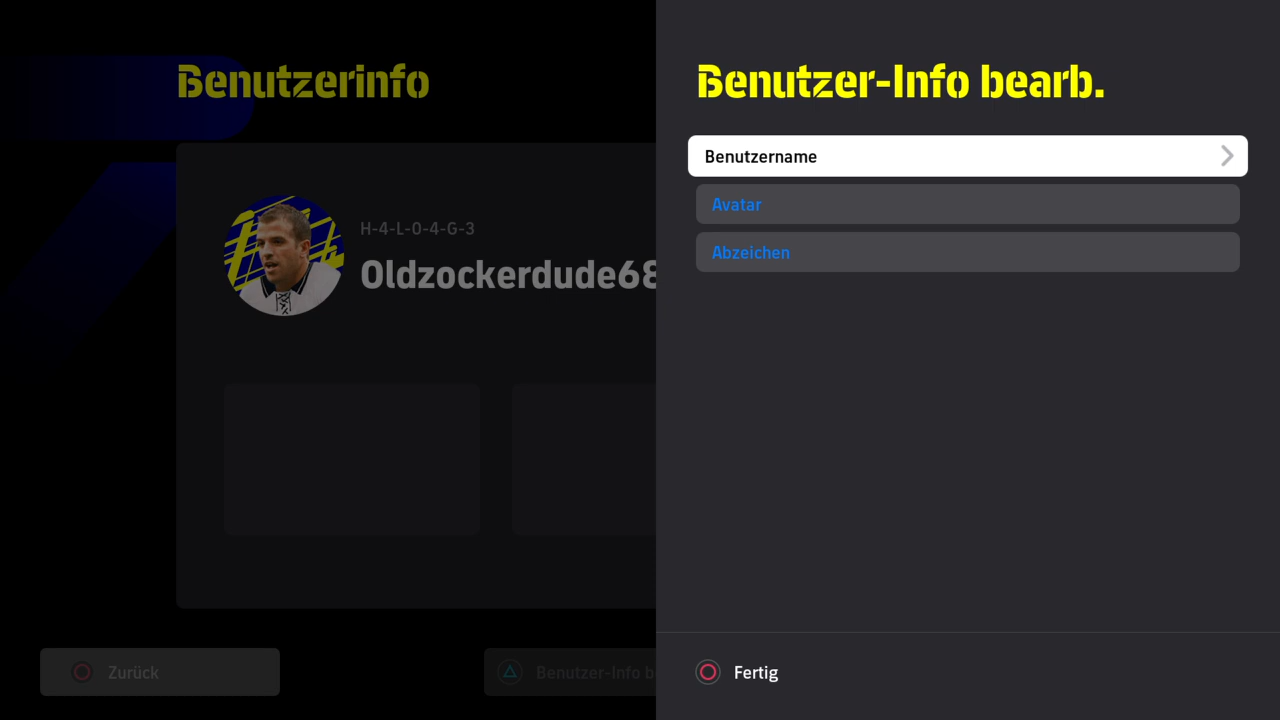 Benutzerinfo
H-4-L-0-4-G-3
Oldzockerdude68
Zurück
Benutzer-Info b
Benutzer-Info bearb.
Benutzername
Avatar
Abzeichen
Fertig